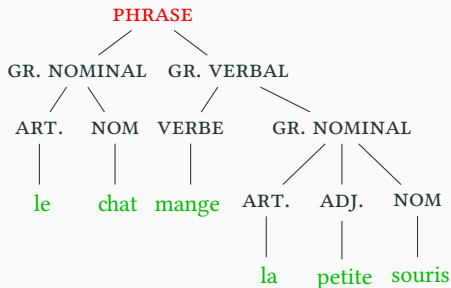 PHRASE
GR. NOMINAL GR. VERBAL
ART. NOM VERBE GR. NOMINAL
le chat mange ART. ADJ. NOM
la petite souris